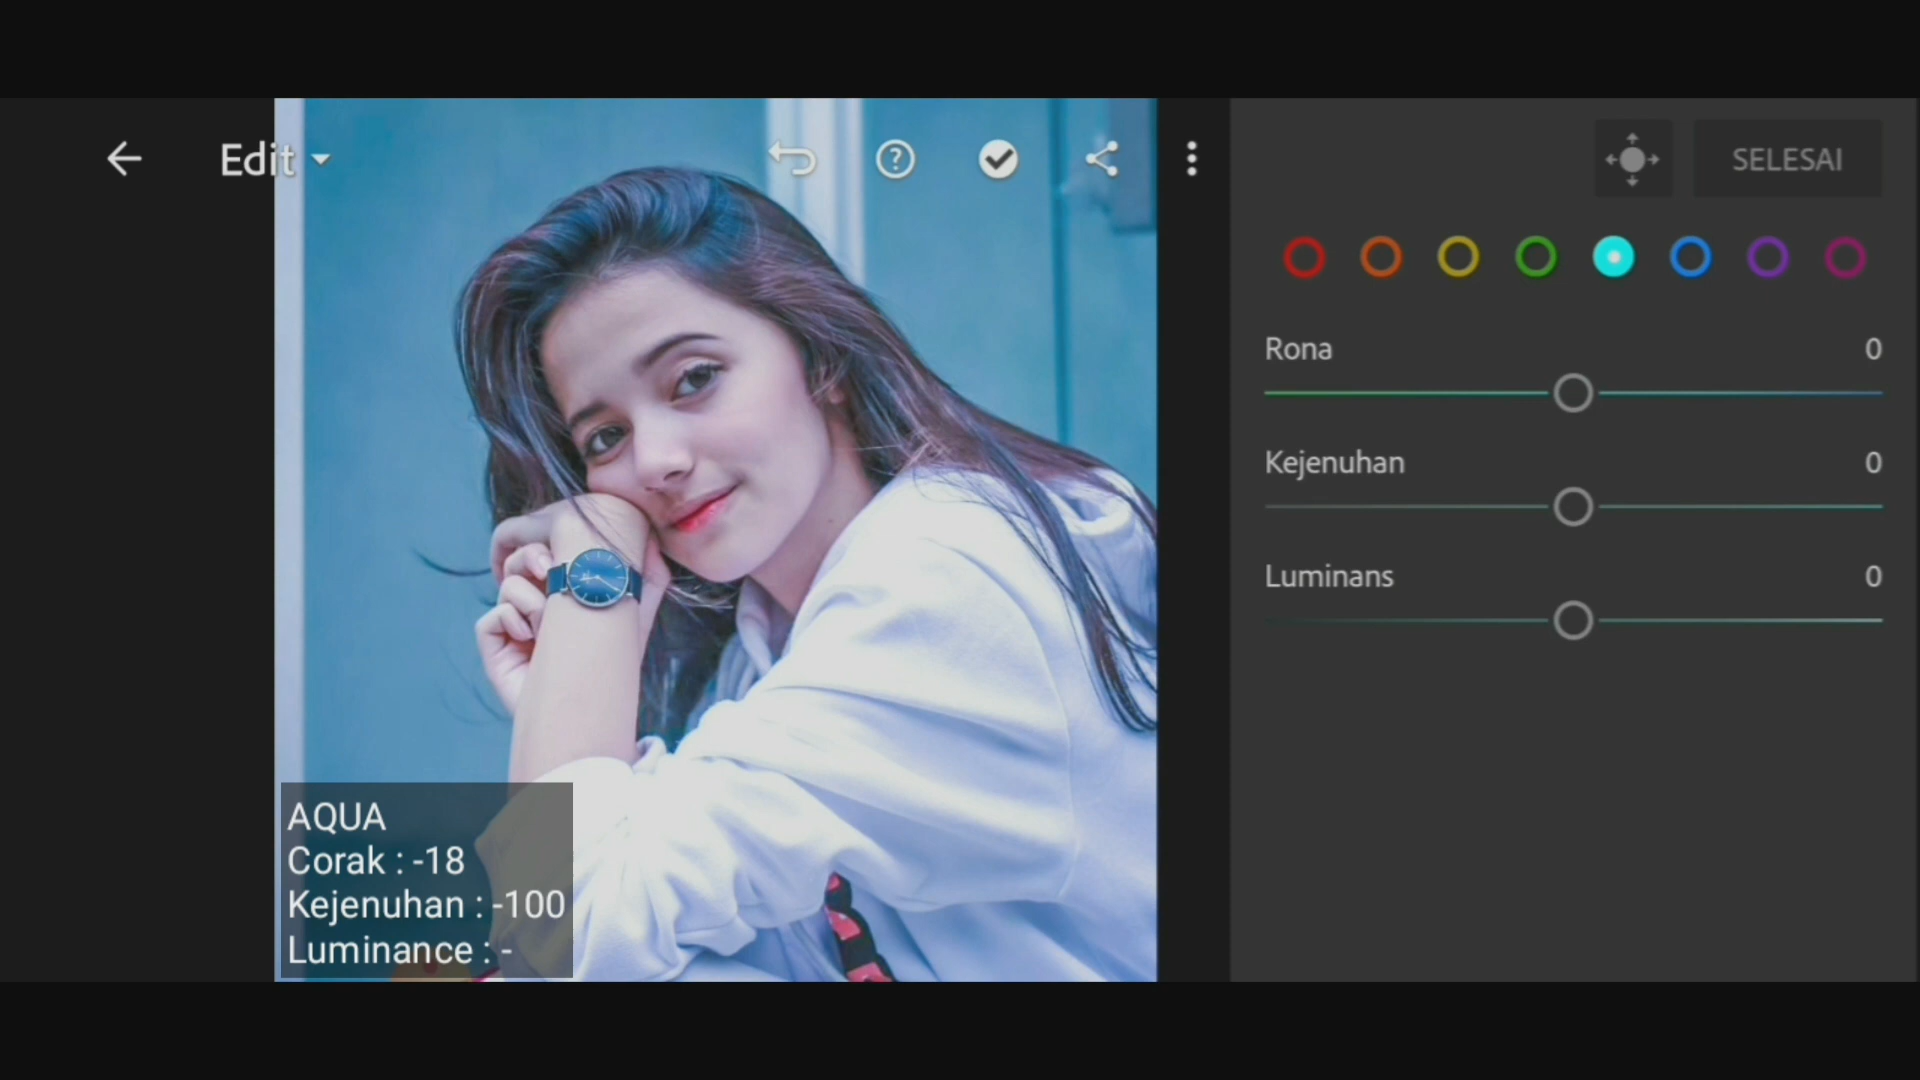 Edit
SELESAI
Rona 0
Kejenuhan 0
Luminans 0
AQUA
Corak : -18
Kejenuhan : -100
Luminance : -